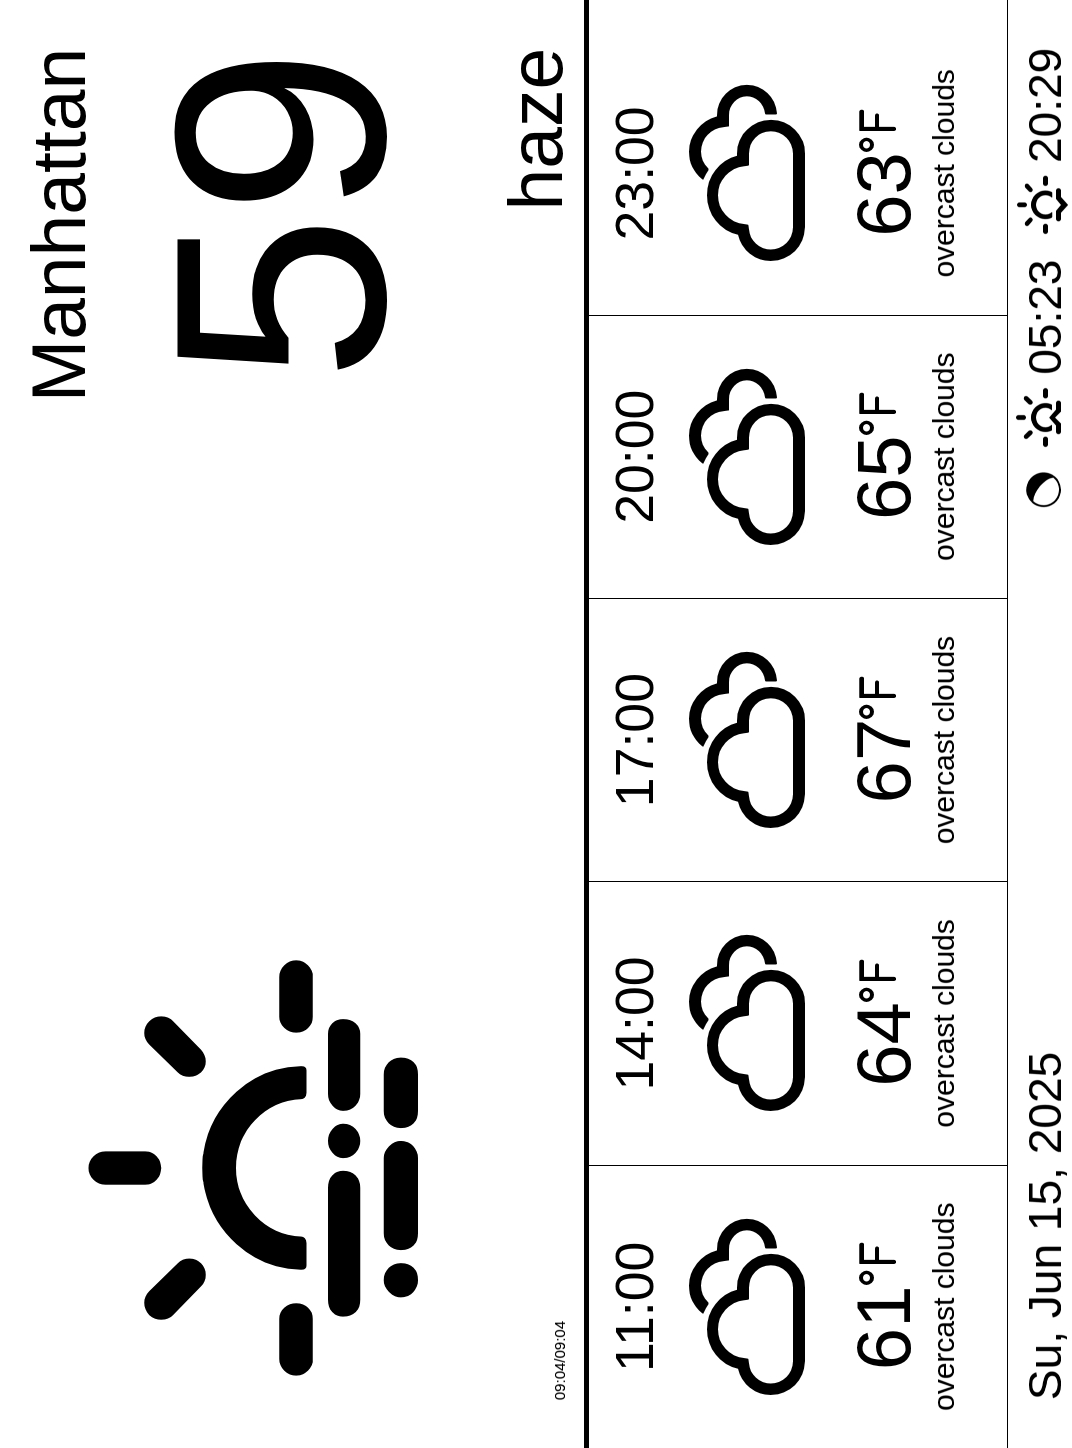 Manhattan
59
haze
09:04/09:04
11:00 14:00 17:00 20:00 23:00
61°F 64°F 67°F 65°F 63°F
overcast clouds overcast clouds overcast clouds overcast clouds overcast clouds
Su, Jun 15, 2025 05:23 20:29